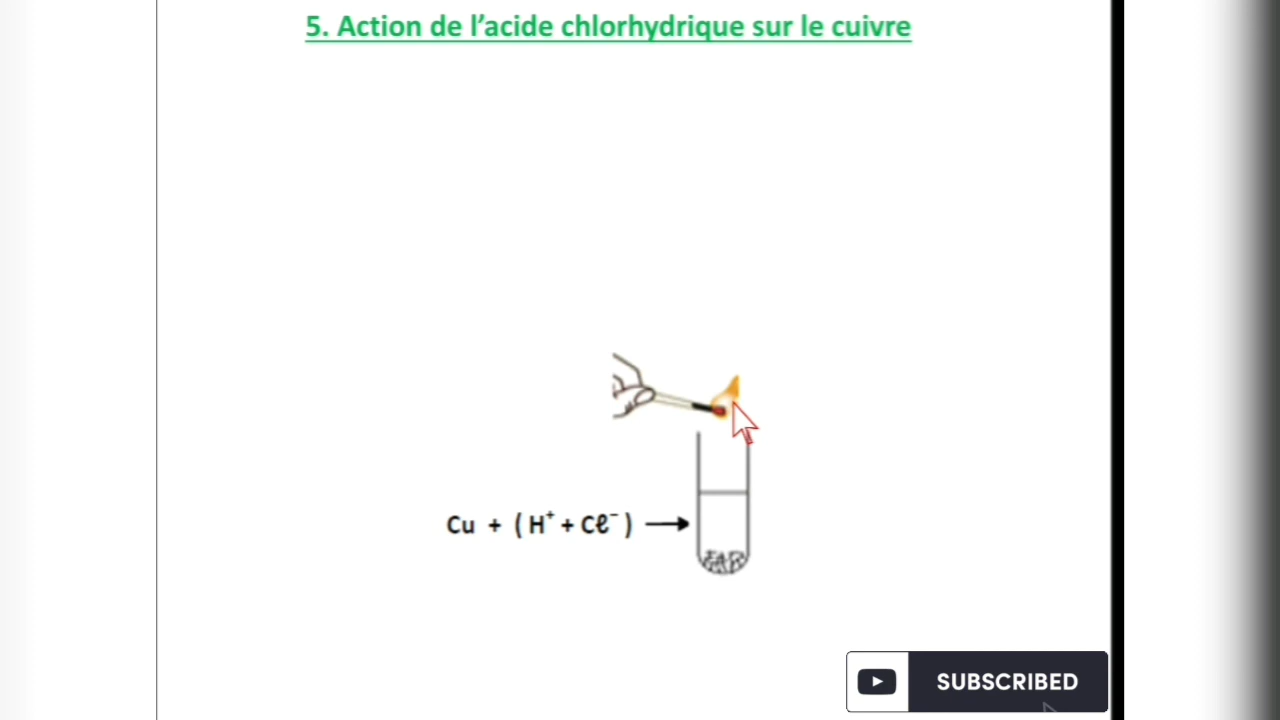 5. Action de l’acide chlorhydrique sur le cuivre
Cu + ( H⁺ + Cℓ⁻ ) ⟶
SUBSCRIBED